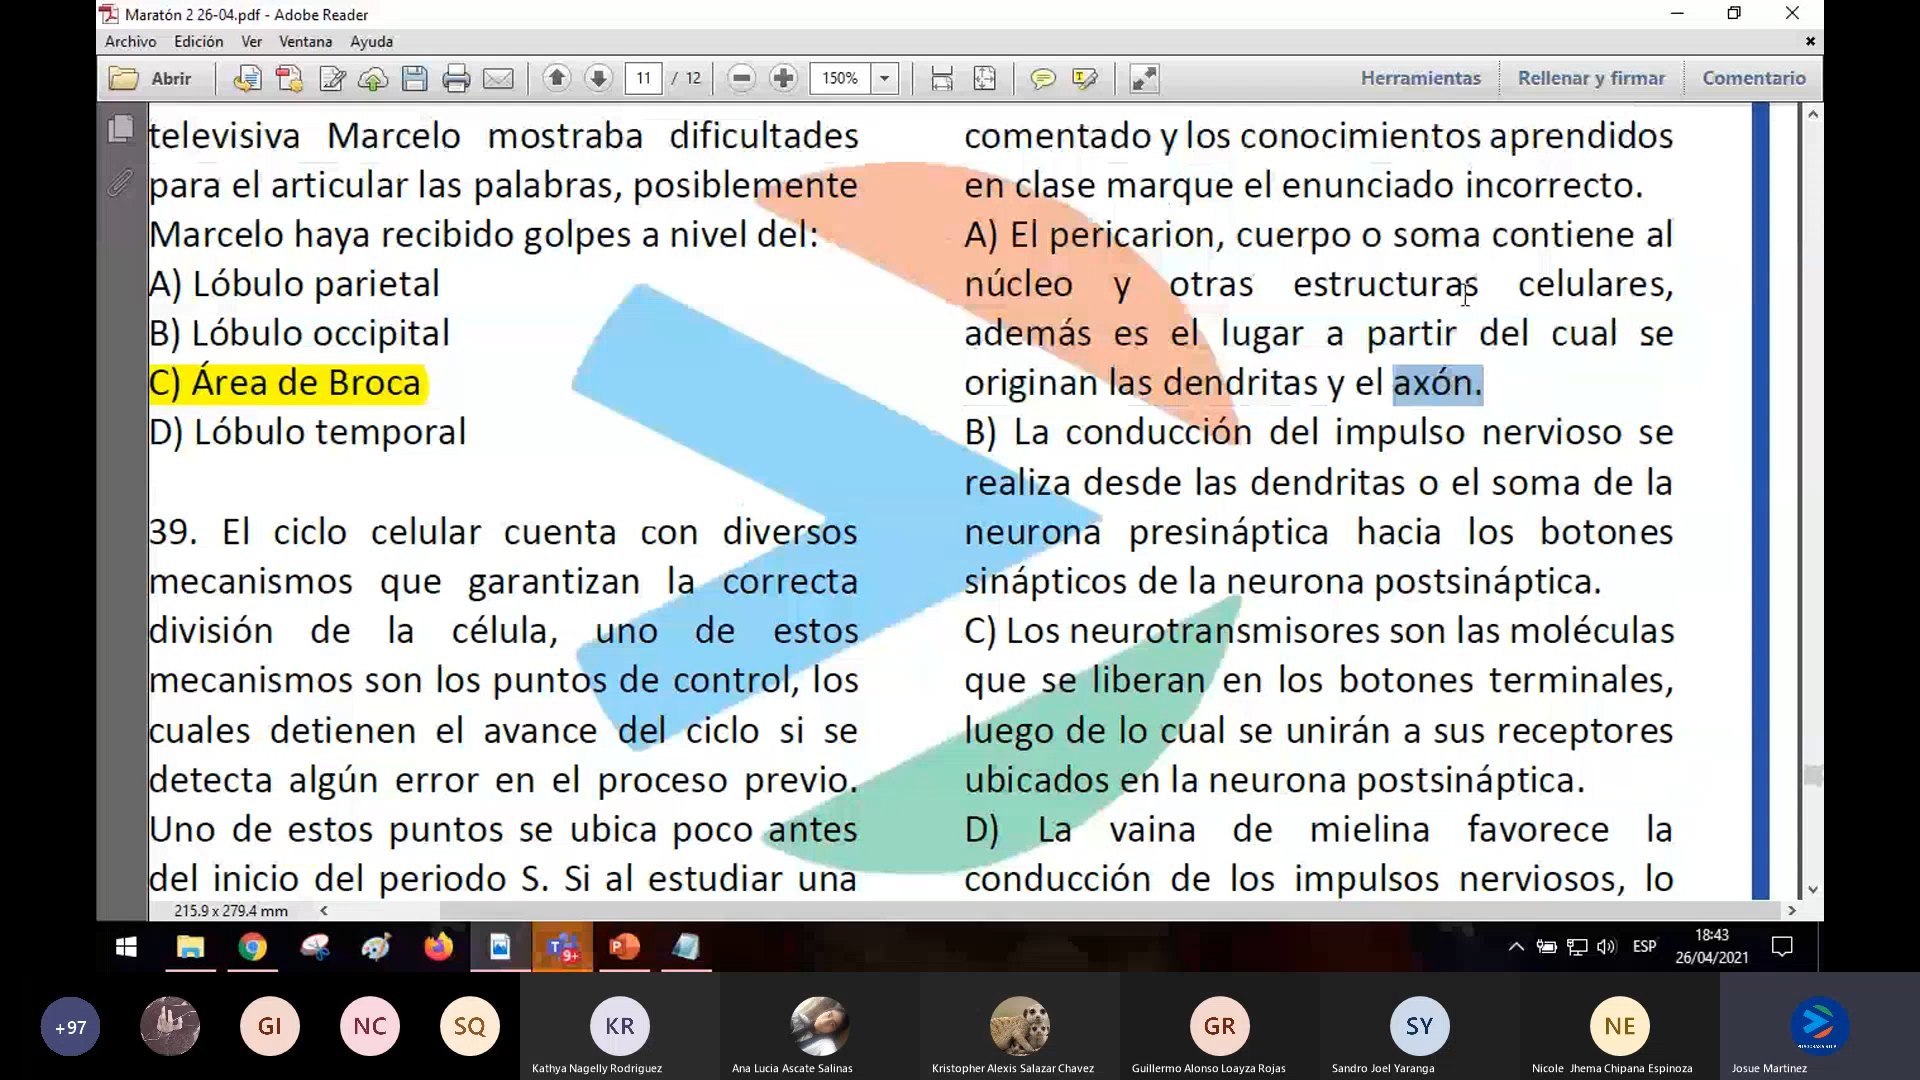 Maratón 2 26-04.pdf - Adobe Reader
Archivo Edición Ver Ventana Ayuda
Abrir 11 / 12 150% Herramientas Rellenar y firmar Comentario
televisiva Marcelo mostraba dificultades
para el articular las palabras, posiblemente
Marcelo haya recibido golpes a nivel del:
A) Lóbulo parietal
B) Lóbulo occipital
C) Área de Broca
D) Lóbulo temporal
39. El ciclo celular cuenta con diversos
mecanismos que garantizan la correcta
división de la célula, uno de estos
mecanismos son los puntos de control, los
cuales detienen el avance del ciclo si se
detecta algún error en el proceso previo.
Uno de estos puntos se ubica poco antes
del inicio del periodo S. Si al estudiar una
comentado y los conocimientos aprendidos
en clase marque el enunciado incorrecto.
A) El pericarion, cuerpo o soma contiene al
núcleo y otras estructuras celulares,
además es el lugar a partir del cual se
originan las dendritas y el axón.
B) La conducción del impulso nervioso se
realiza desde las dendritas o el soma de la
neurona presináptica hacia los botones
sinápticos de la neurona postsináptica.
C) Los neurotransmisores son las moléculas
que se liberan en los botones terminales,
luego de lo cual se unirán a sus receptores
ubicados en la neurona postsináptica.
D) La vaina de mielina favorece la
conducción de los impulsos nerviosos, lo
215.9 x 279.4 mm
9+
ESP
18:43
26/04/2021
+97 GI NC SQ KR GR SY NE
Kathya Nagelly Rodriguez Ana Lucia Ascate Salinas Kristopher Alexis Salazar Chavez Guillermo Alonso Loayza Rojas Sandro Joel Yaranga Nicole Jhema Chipana Espinoza Josue Martinez